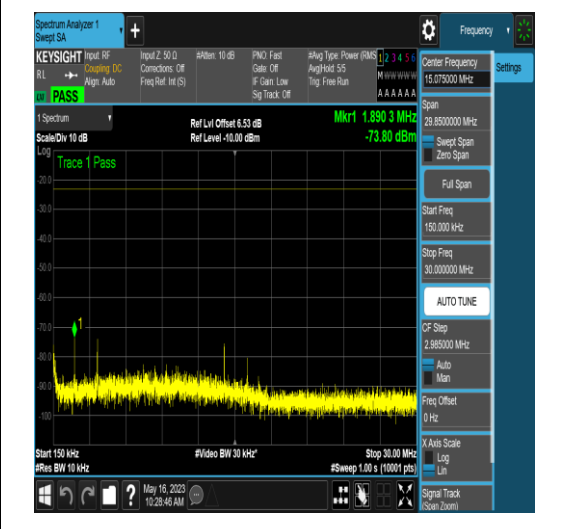 Spectrum Analyzer 1
Swept SA
+
Frequency
KEYSIGHT
RL
PASS
Input: RF
Coupling: DC
Align: Auto
Input Z: 50 Ω
Corrections: Off
Freq Ref: Int (S)
#Atten: 10 dB
PNO: Fast
Gate: Off
IF Gain: Low
Sig Track: Off
#Avg Type: Power (RMS
Avg|Hold: 5/5
Trig: Free Run
1 2 3 4 5 6
M w w w w w
A A A A A A
1 Spectrum
Scale/Div 10 dB
Ref Lvl Offset 6.53 dB
Ref Level -10.00 dBm
Mkr1 1.890 3 MHz
-73.80 dBm
Log
Trace 1 Pass
-20.0
-30.0
-40.0
-50.0
-60.0
-70.0
1
-80.0
-90.0
-100
Start 150 kHz
#Res BW 10 kHz
#Video BW 30 kHz*
Stop 30.00 MHz
#Sweep 1.00 s (10001 pts)
?
May 16, 2023
10:28:46 AM
Center Frequency
15.075000 MHz
Settings
Span
29.8500000 MHz
Swept Span
Zero Span
Full Span
Start Freq
150.000 kHz
Stop Freq
30.000000 MHz
AUTO TUNE
CF Step
2.985000 MHz
Auto
Man
Freq Offset
0 Hz
X Axis Scale
Log
Lin
Signal Track
(Span Zoom)